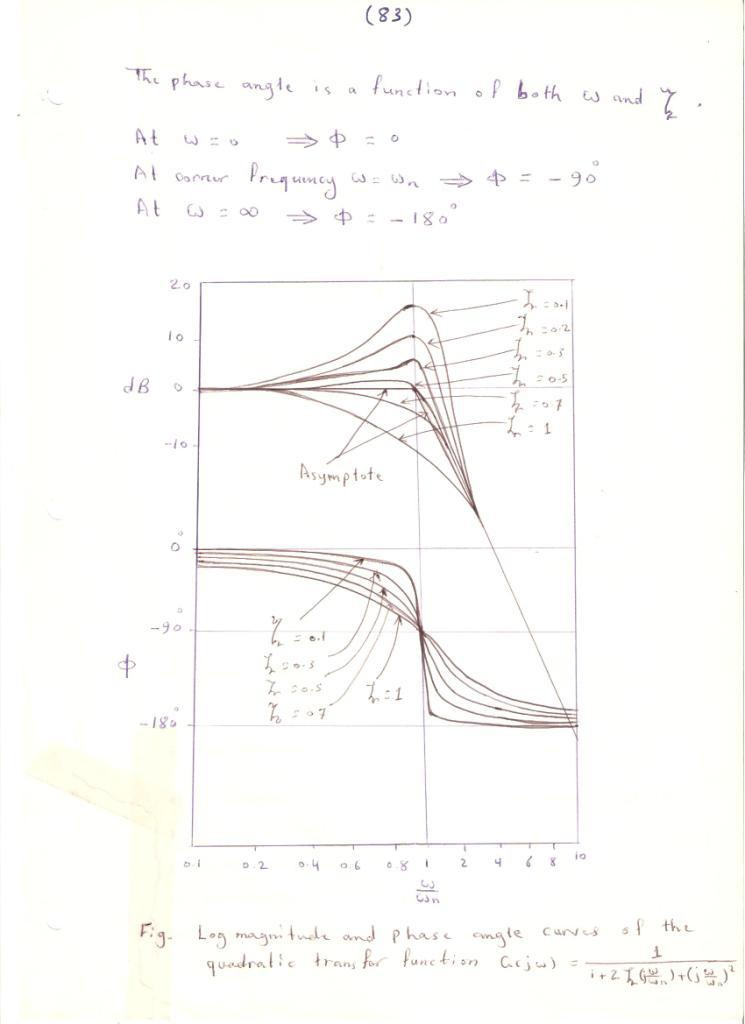 (83)
The phase angle is a function of both ω and ζ.
At ω = 0 ⇒ ϕ = 0
At corner frequency ω = ωn ⇒ ϕ = -90°
At ω = ∞ ⇒ ϕ = -180°
20
ζ = 0.1
ζ = 0.2
10
ζ = 0.3
ζ = 0.5
dB 0
ζ = 0.7
ζ = 1
-10
Asymptote
0°
-90°
ζ = 0.1
ϕ
ζ = 0.3
ζ = 0.5
ζ = 1
ζ = 0.7
-180°
0.1 0.2 0.4 0.6 0.8 1 2 4 6 8 10
ω/ωn
Fig. Log magnitude and phase angle curves of the
quadratic transfer function G(jω) = 1/(1+2ζ(jω/ωn)+(jω/ωn)²)